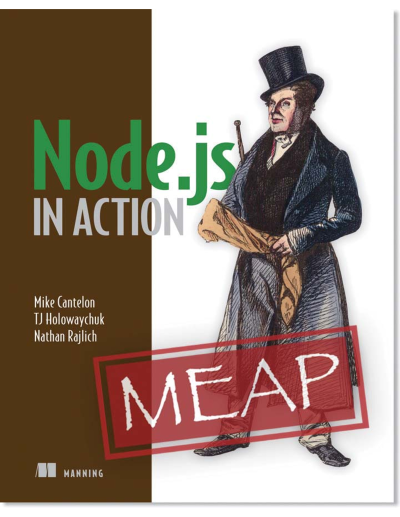 Node.js
IN ACTION
Mike Cantelon
TJ Holowaychuk
Nathan Rajlich
MEAP
MANNING